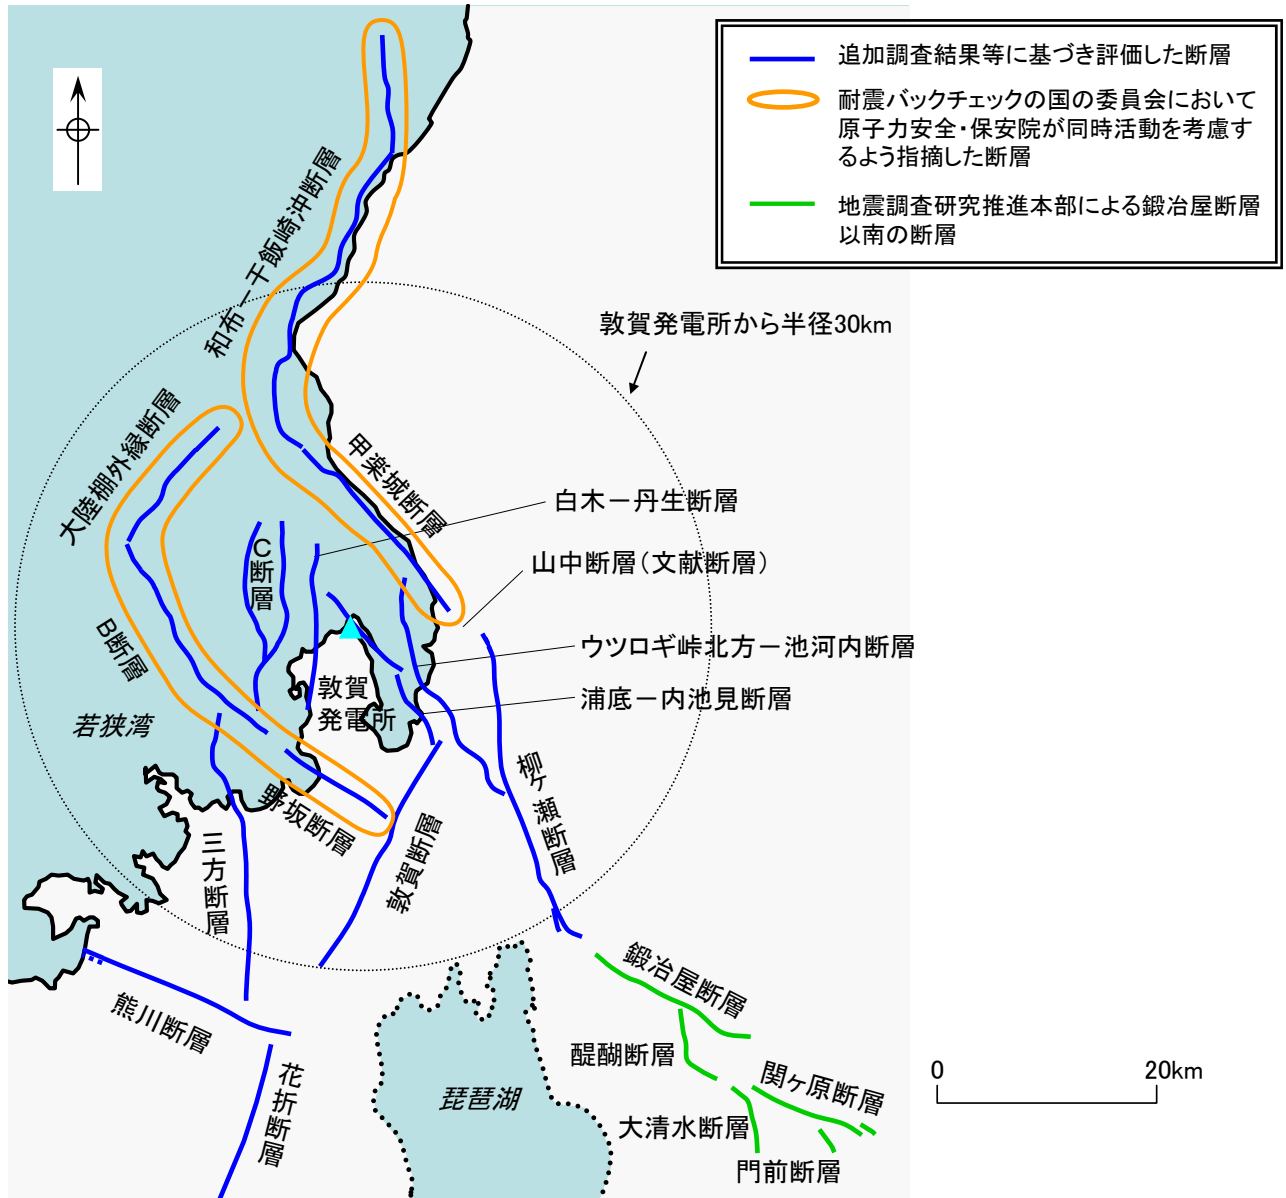 追加調査結果等に基づき評価した断層
耐震バックチェックの国の委員会において
原子力安全・保安院が同時活動を考慮す
るよう指摘した断層
地震調査研究推進本部による鍛冶屋断層
以南の断層
和布－干飯崎沖断層
敦賀発電所から半径30km
大陸棚外縁断層
甲楽城断層
白木－丹生断層
C断層
山中断層（文献断層）
B断層
ウツロギ峠北方－池河内断層
敦賀
発電所
浦底－内池見断層
若狭湾
柳ヶ瀬断層
野坂断層
三方断層
敦賀断層
鍛冶屋断層
熊川断層
醍醐断層
花折断層
琵琶湖
関ヶ原断層
大清水断層
門前断層
0
20km